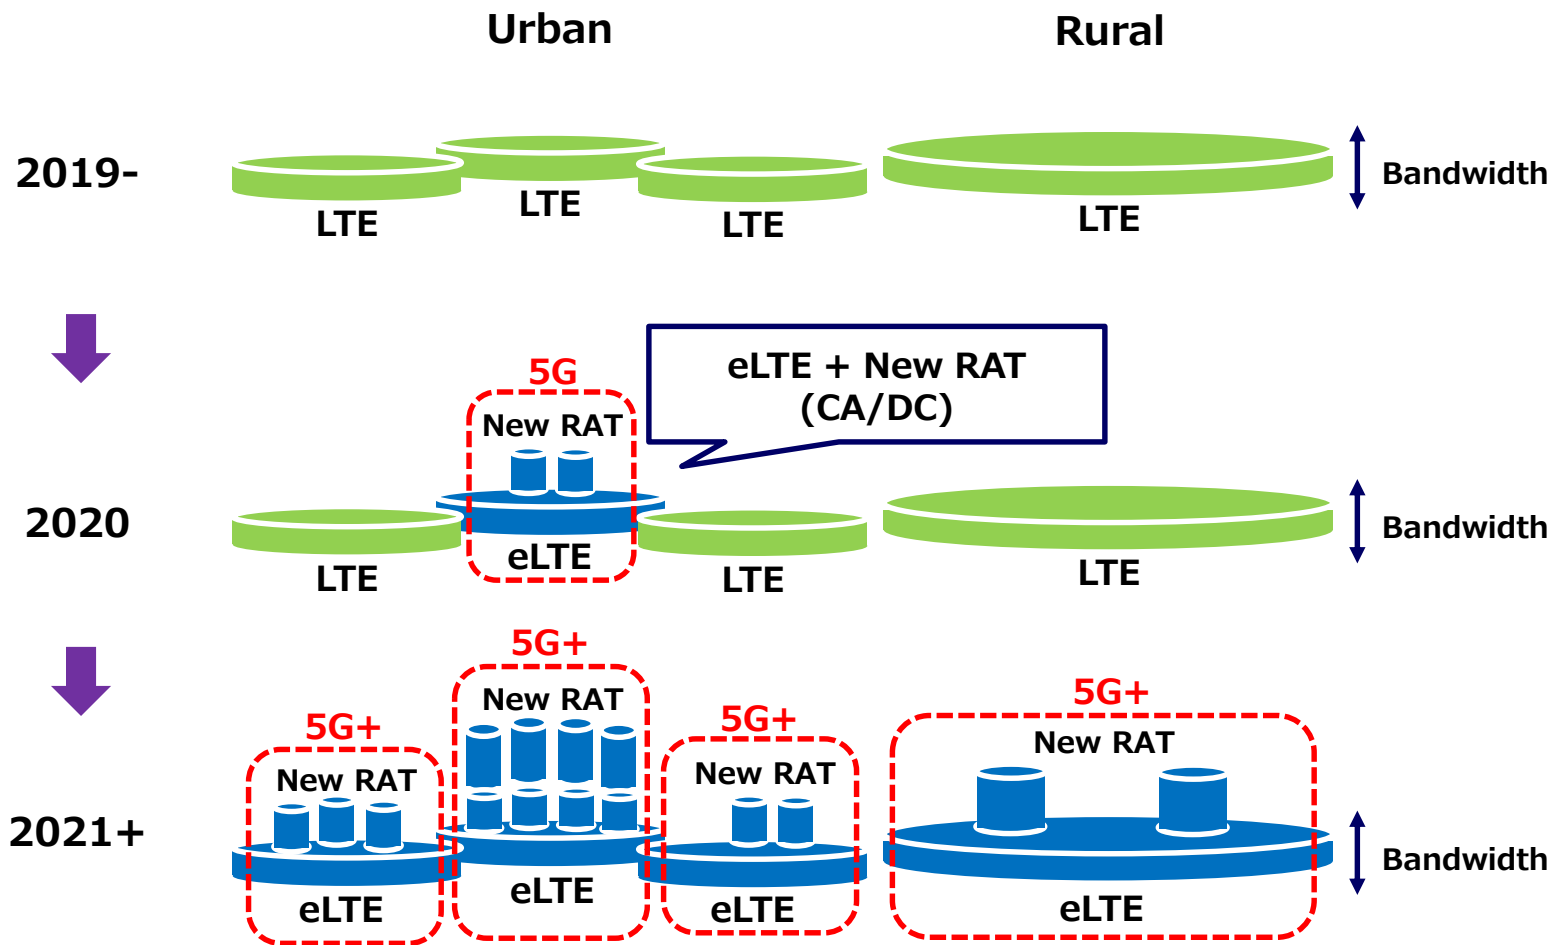 Urban
Rural
2019-
LTE
LTE
LTE
LTE
Bandwidth
5G
eLTE + New RAT
(CA/DC)
New RAT
2020
LTE
eLTE
LTE
LTE
Bandwidth
5G+
New RAT
5G+
New RAT
5G+
New RAT
5G+
New RAT
2021+
eLTE
eLTE
eLTE
eLTE
Bandwidth